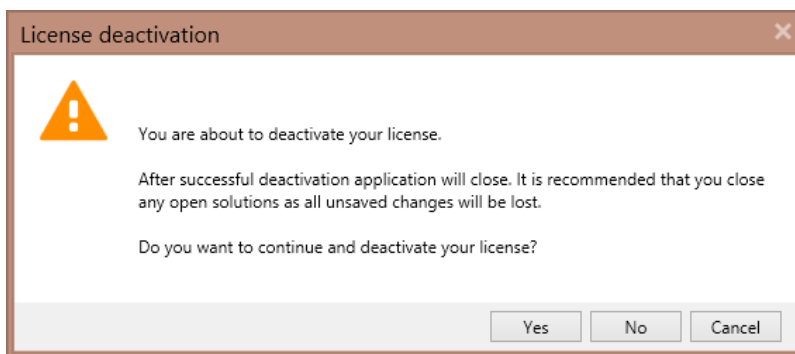 License deactivation
You are about to deactivate your license.
After successful deactivation application will close. It is recommended that you close
any open solutions as all unsaved changes will be lost.
Do you want to continue and deactivate your license?
Yes
No
Cancel